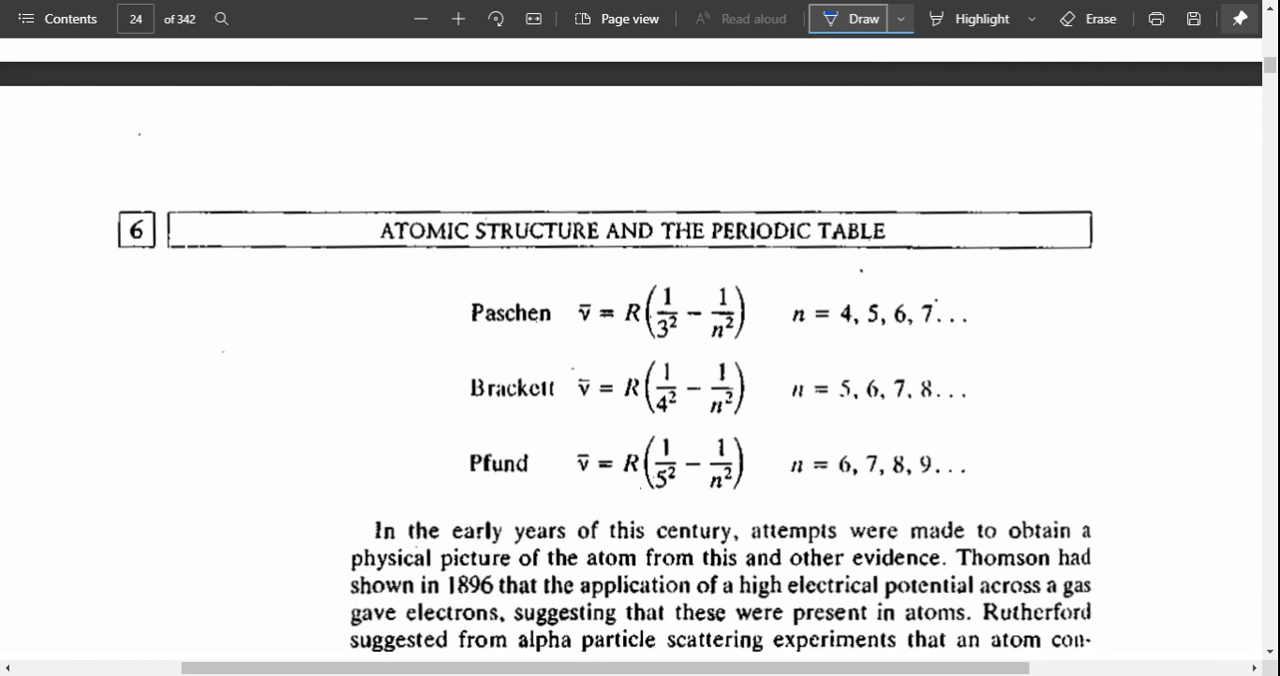 Contents 24 of 342 Page view Read aloud Draw Highlight Erase
6 ATOMIC STRUCTURE AND THE PERIODIC TABLE
Paschen ν̄ = R(1/3² − 1/n²) n = 4, 5, 6, 7...
Brackett ν̄ = R(1/4² − 1/n²) n = 5, 6, 7, 8...
Pfund ν̄ = R(1/5² − 1/n²) n = 6, 7, 8, 9...
In the early years of this century, attempts were made to obtain a
physical picture of the atom from this and other evidence. Thomson had
shown in 1896 that the application of a high electrical potential across a gas
gave electrons, suggesting that these were present in atoms. Rutherford
suggested from alpha particle scattering experiments that an atom con-